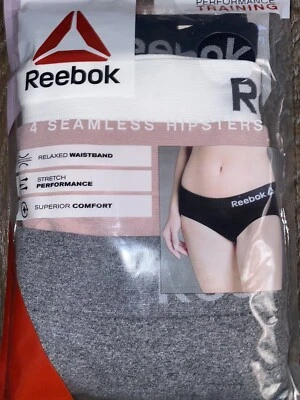 PERFORMANCE
TRAINING
Reebok
Reebok
R
4 SEAMLESS HIPSTERS
RELAXED WAISTBAND
STRETCH
PERFORMANCE
SUPERIOR COMFORT
Reebok